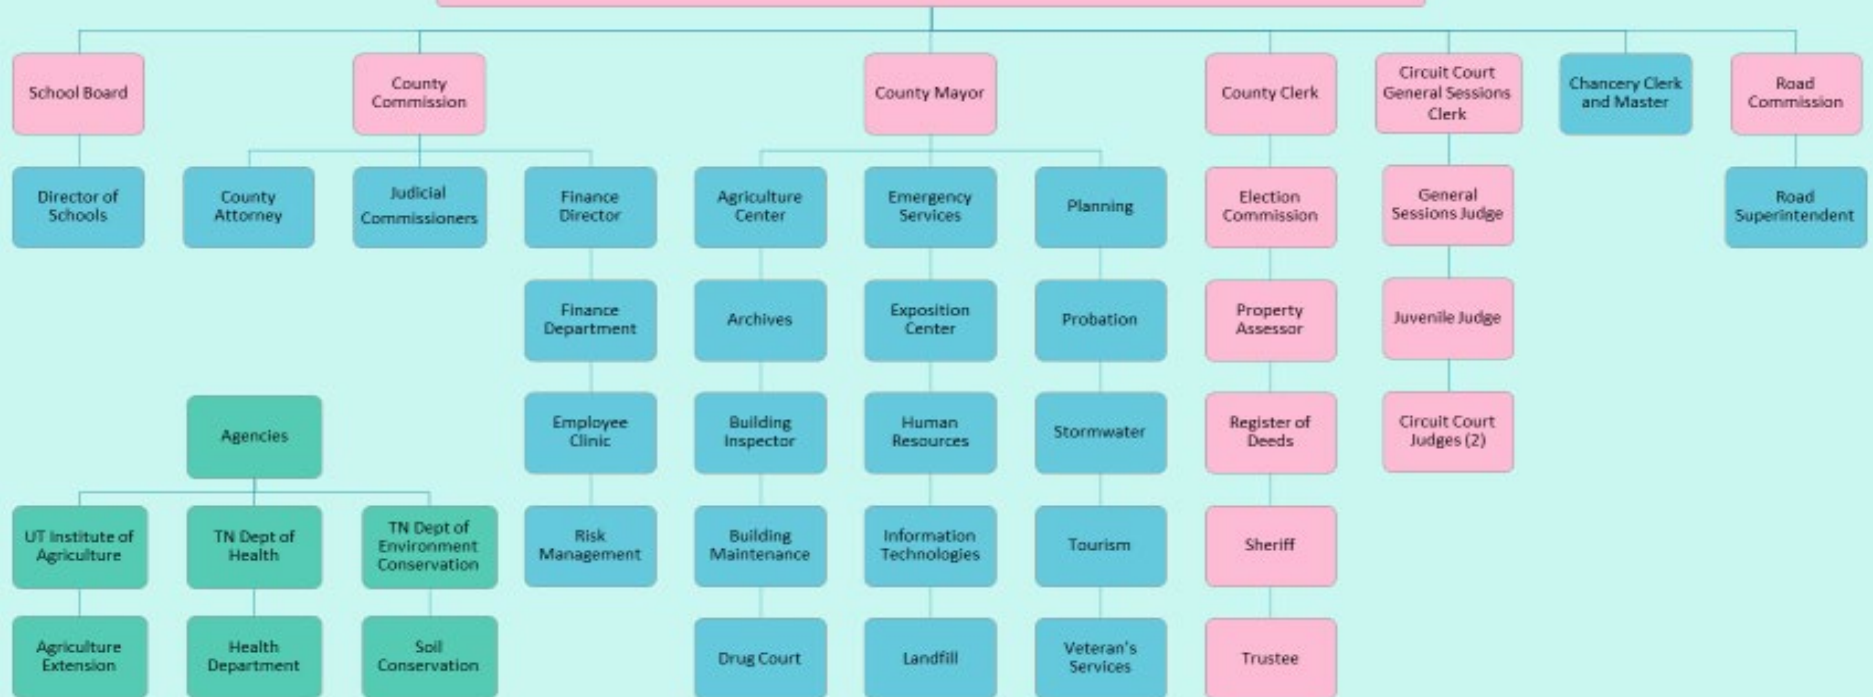 School Board
County
Commission
County Mayor
County Clerk
Circuit Court
General Sessions
Clerk
Chancery Clerk
and Master
Road
Commission
Director of
Schools
County
Attorney
Judicial
Commissioners
Finance
Director
Agriculture
Center
Emergency
Services
Planning
Election
Commission
General
Sessions Judge
Road
Superintendent
Finance
Department
Archives
Exposition
Center
Probation
Property
Assessor
Juvenile Judge
Agencies
Employee
Clinic
Building
Inspector
Human
Resources
Stormwater
Register of
Deeds
Circuit Court
Judges (2)
UT Institute of
Agriculture
TN Dept of
Health
TN Dept of
Environment
Conservation
Risk
Management
Building
Maintenance
Information
Technologies
Tourism
Sheriff
Agriculture
Extension
Health
Department
Soil
Conservation
Drug Court
Landfill
Veteran's
Services
Trustee